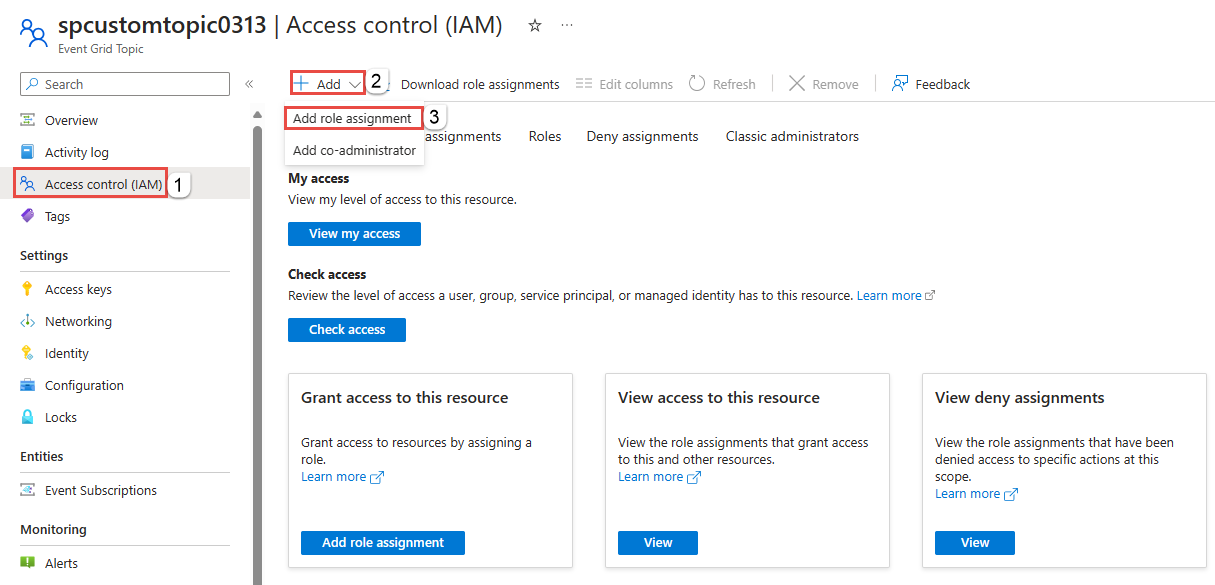 spcustomtopic0313 | Access control (IAM)
Event Grid Topic
Search
Overview
Activity log
Access control (IAM) 1
Tags
Settings
Access keys
Networking
Identity
Configuration
Locks
Entities
Event Subscriptions
Monitoring
Alerts
Add 2 Download role assignments Edit columns Refresh Remove Feedback
Add role assignment 3
Add co-administrator
assignments Roles Deny assignments Classic administrators
My access
View my level of access to this resource.
View my access
Check access
Review the level of access a user, group, service principal, or managed identity has to this resource. Learn more
Check access
Grant access to this resource
Grant access to resources by assigning a
role.
Learn more
Add role assignment
View access to this resource
View the role assignments that grant access
to this and other resources.
Learn more
View
View deny assignments
View the role assignments that have been
denied access to specific actions at this
scope.
Learn more
View